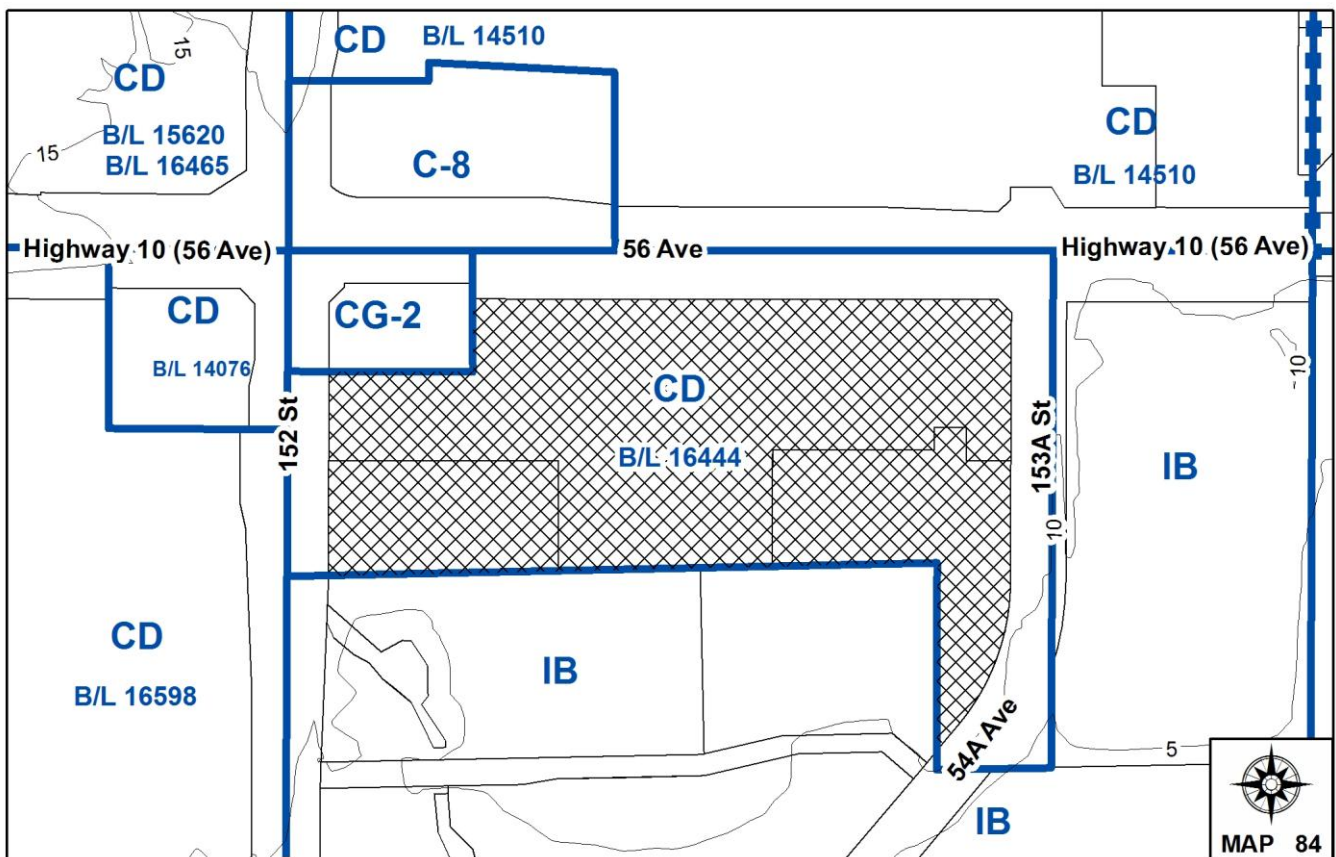 CD
B/L 14510
15
CD
B/L 15620
B/L 16465
15
C-8
CD
B/L 14510
Highway 10 (56 Ave)
56 Ave
Highway 10 (56 Ave)
CD
B/L 14076
CG-2
152 St
CD
B/L 16444
153A St
10
IB
10
CD
B/L 16598
IB
54A Ave
5
IB
MAP 84